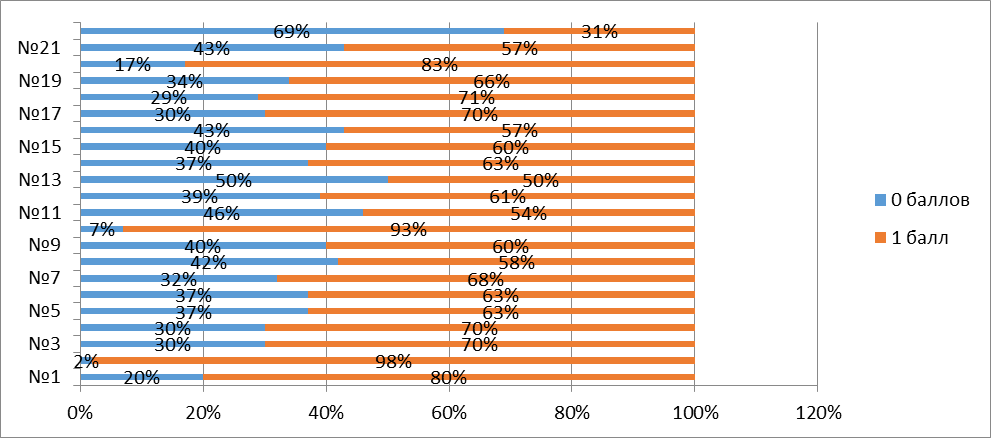 69% 31%
№21 43% 57%
17% 83%
№19 34% 66%
29% 71%
№17 30% 70%
43% 57%
№15 40% 60%
37% 63%
№13 50% 50%
39% 61%
№11 46% 54%
7% 93%
№9 40% 60%
42% 58%
№7 32% 68%
37% 63%
№5 37% 63%
30% 70%
№3 30% 70%
2% 98%
№1 20% 80%
0% 20% 40% 60% 80% 100% 120%
0 баллов
1 балл